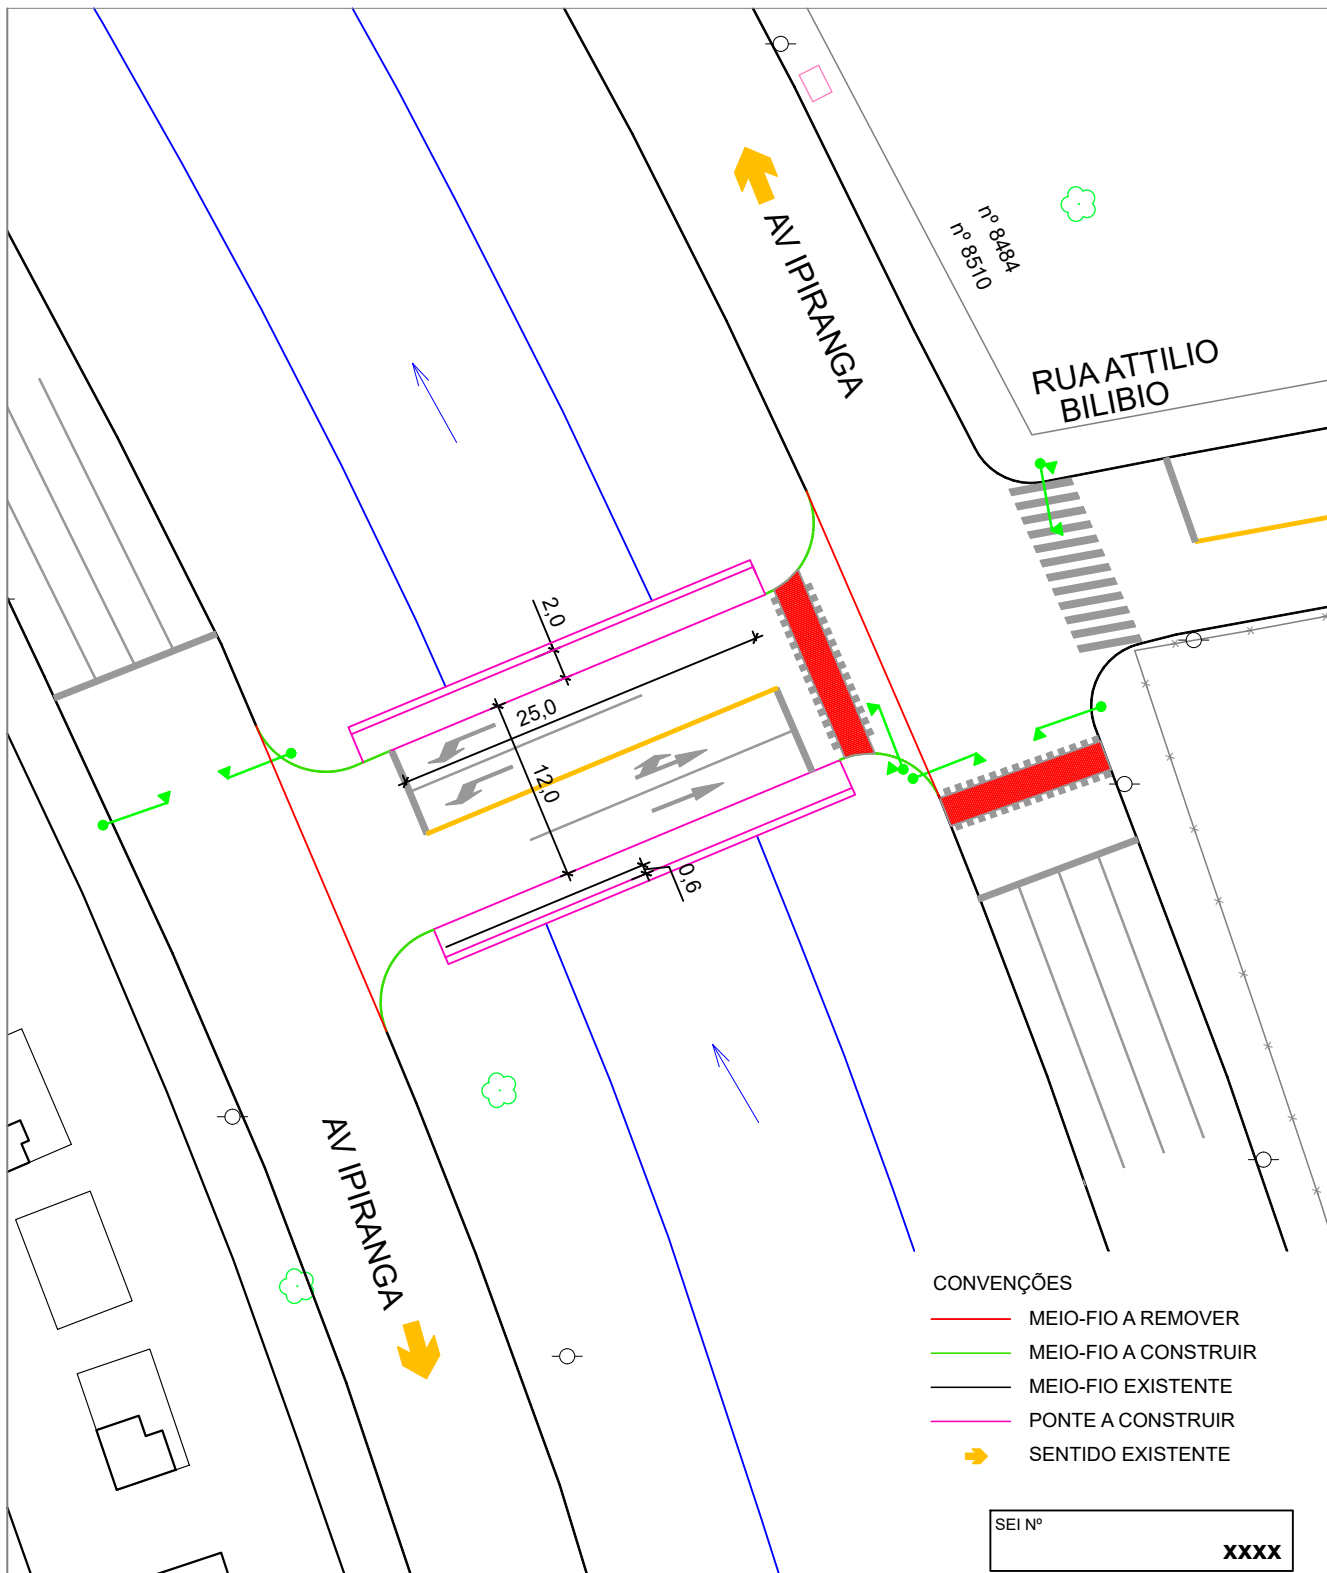 AV IPIRANGA
nº 8484
nº 8510
RUA ATTILIO
BILIBIO
2,0
25,0
12,0
0,6
AV IPIRANGA
CONVENÇÕES
MEIO-FIO A REMOVER
MEIO-FIO A CONSTRUIR
MEIO-FIO EXISTENTE
PONTE A CONSTRUIR
SENTIDO EXISTENTE
SEI Nº
xxxx